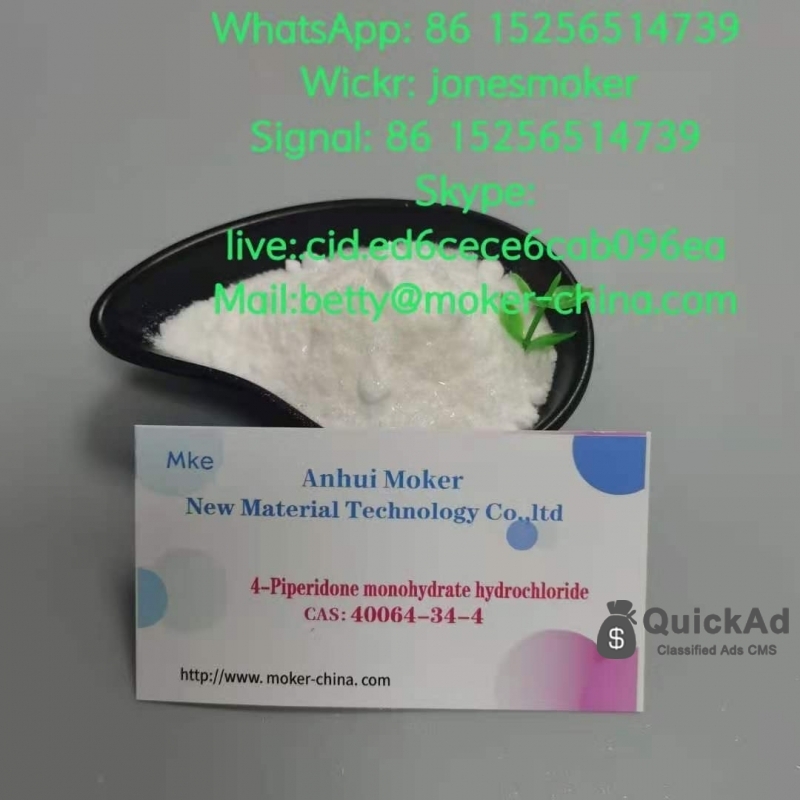 WhatsApp: 86 15256514739
Wickr: jonesmoker
Signal: 86 15256514739
Skype:
live:.cid.ed6cece6cab096ea
Mail:betty@moker-china.com
Mke
Anhui Moker
New Material Technology Co.,ltd
4-Piperidone monohydrate hydrochloride
CAS: 40064-34-4
http://www. moker-china. com
$ QuickAd
Classified Ads CMS